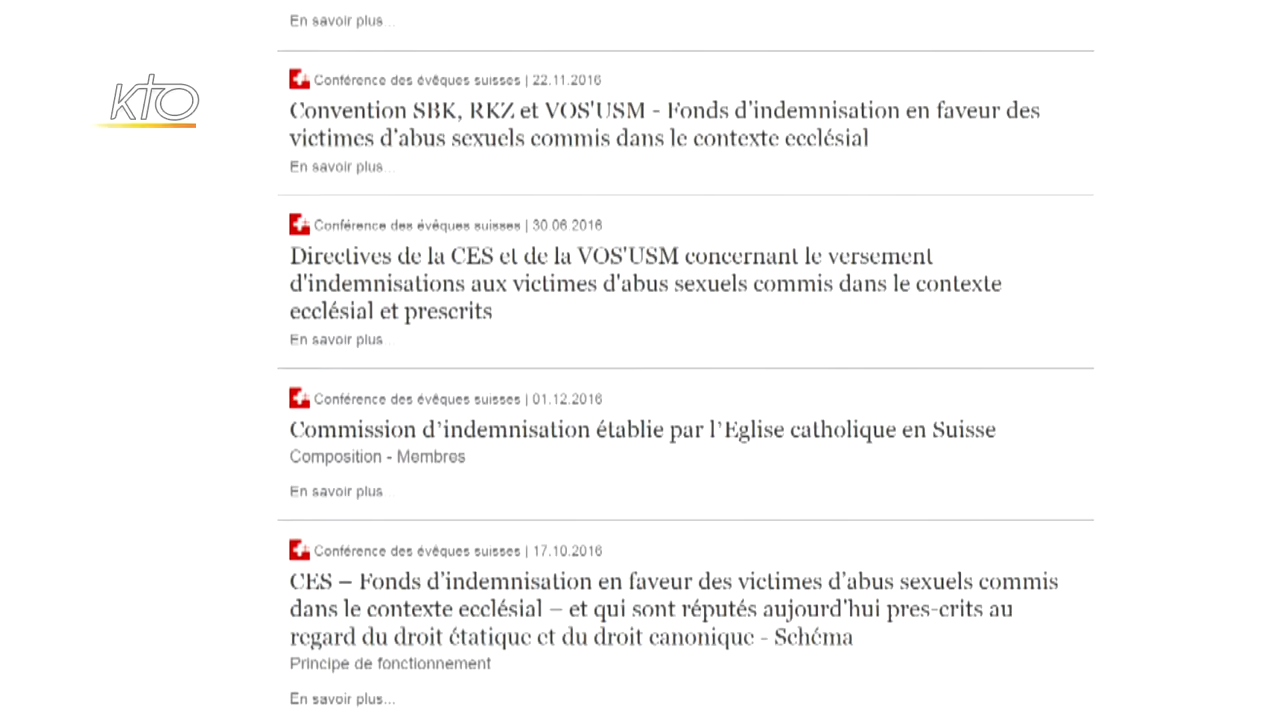 En savoir plus...
KTO
Conférence des évêques suisses | 22.11.2016
Convention SBK, RKZ et VOS'USM - Fonds d'indemnisation en faveur des
victimes d'abus sexuels commis dans le contexte ecclésial
En savoir plus...
Conférence des évêques suisses | 30.06.2016
Directives de la CES et de la VOS'USM concernant le versement
d'indemnisations aux victimes d'abus sexuels commis dans le contexte
ecclésial et prescrits
En savoir plus
Conférence des évêques suisses | 01.12.2016
Commission d’indemnisation établie par l’Eglise catholique en Suisse
Composition - Membres
En savoir plus
Conférence des évêques suisses | 17.10.2016
CES – Fonds d’indemnisation en faveur des victimes d’abus sexuels commis
dans le contexte ecclésial – et qui sont réputés aujourd’hui pres-crits au
regard du droit étatique et du droit canonique - Schéma
Principe de fonctionnement
En savoir plus...